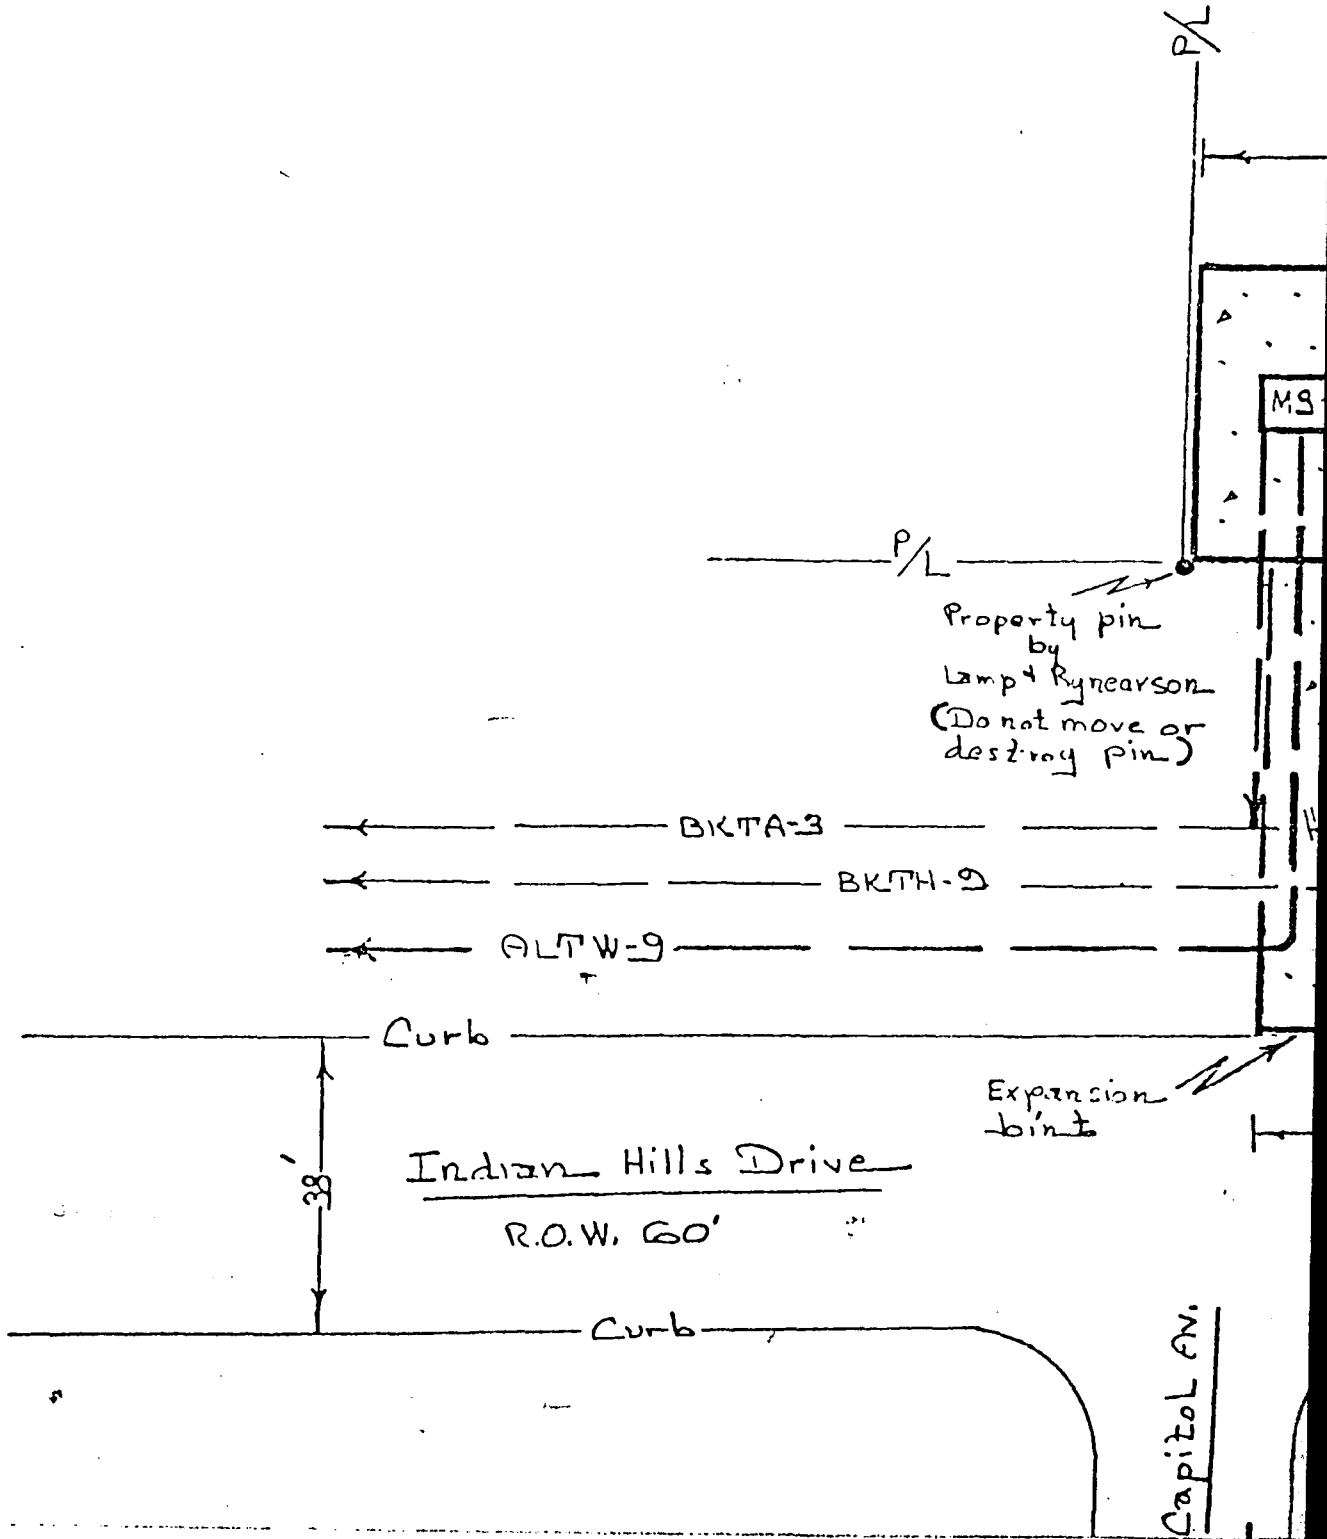 P/L
M9
P/L
Property pin
by
Lamp & Rynearson
(Do not move or
destroy pin)
BKTA-3
BKTH-9
ALTW-9
Curb
Expansion
Joint
38'
Indian Hills Drive
R.O.W. 60'
Curb
Capitol Av.